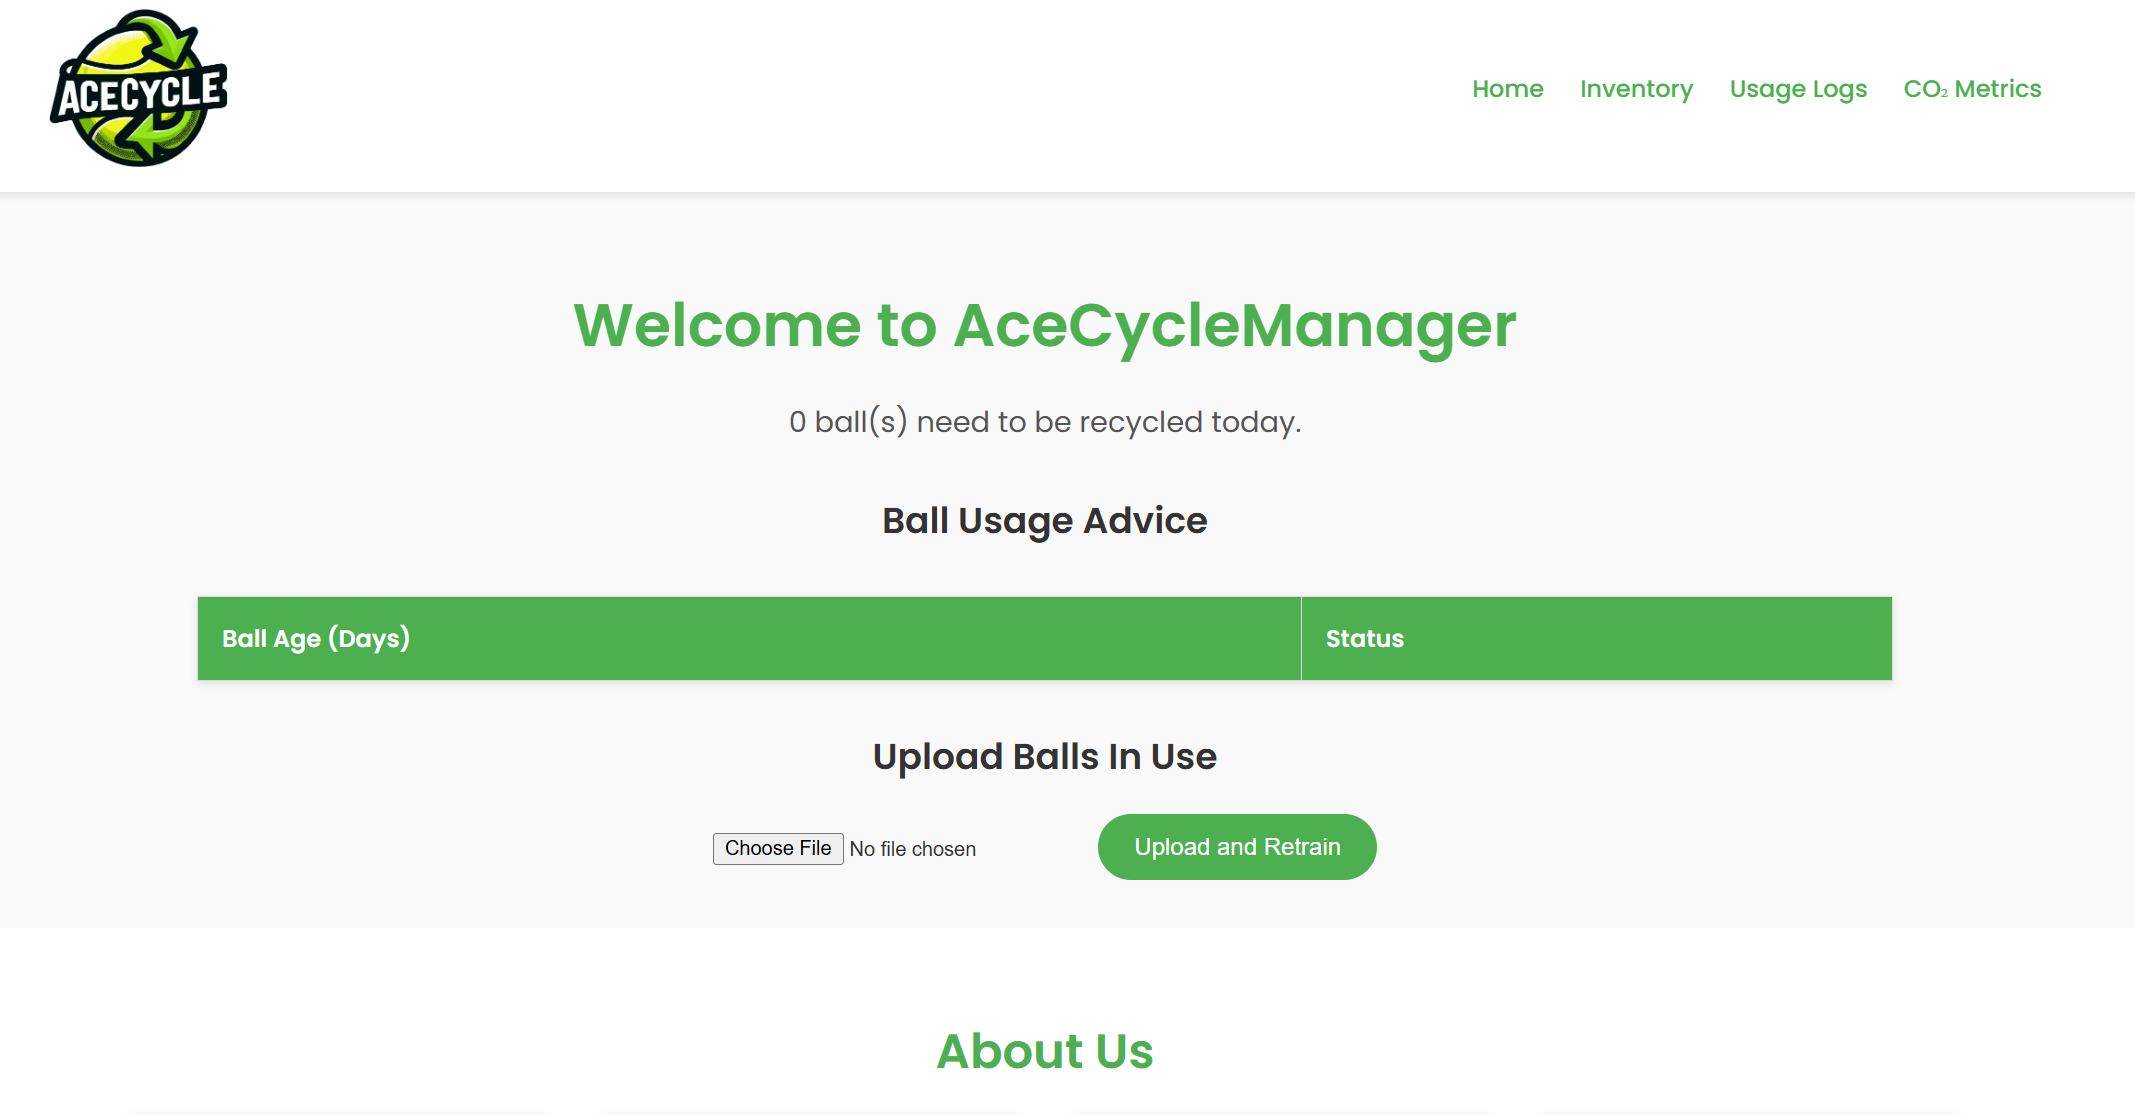 ACECYCLE
Home Inventory Usage Logs CO₂ Metrics
Welcome to AceCycleManager
0 ball(s) need to be recycled today.
Ball Usage Advice
Ball Age (Days) Status
Upload Balls In Use
Choose File No file chosen Upload and Retrain
About Us